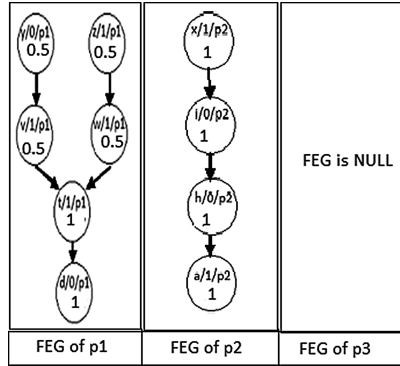 y/0/p1 z/1/p1 x/1/p2
0.5 0.5 1
v/1/p1 w/1/p1 i/0/p2
0.5 0.5 1
FEG is NULL
t/1/p1 h/0/p2
1 1
d/0/p1 a/1/p2
1 1
FEG of p1 FEG of p2 FEG of p3